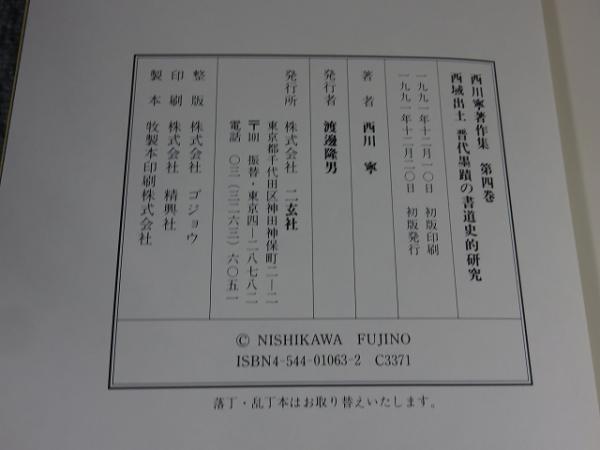 西川寧著作集 第四巻
西域出土 晋代墨蹟の書道史的研究
一九九一年十二月一〇日 初版印刷
一九九一年十二月二〇日 初版発行
著者 西川 寧
発行者 渡邊隆男
発行所 株式会社 二玄社
東京都千代田区神田神保町二―二
振替・東京四―二八七八二
電話 〇三(三二六三)六〇五一
整版 株式会社 ゴジョウ
印刷 株式会社 精興社
製本 牧製本印刷株式会社
© NISHIKAWA FUJINO
ISBN4-544-01063-2 C3371
落丁・乱丁本はお取り替えいたします。